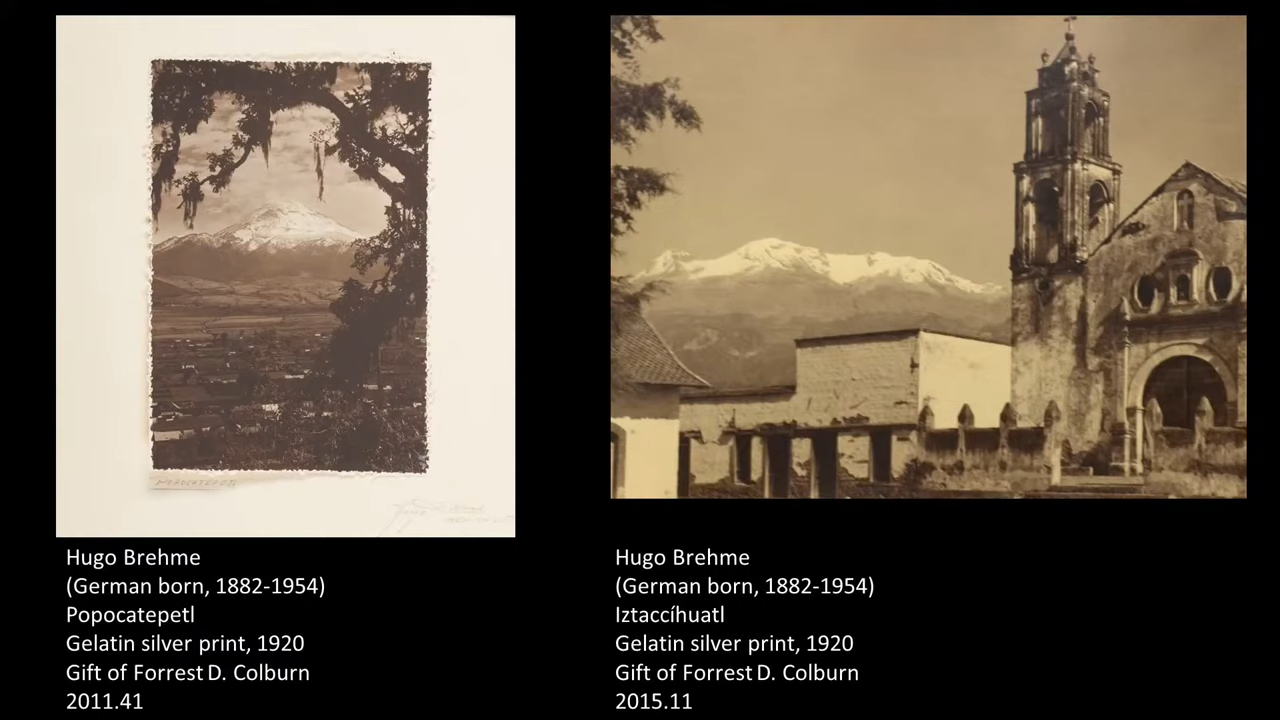 Hugo Brehme
(German born, 1882-1954)
Popocatepetl
Gelatin silver print, 1920
Gift of Forrest D. Colburn
2011.41
Hugo Brehme
(German born, 1882-1954)
Iztaccíhuatl
Gelatin silver print, 1920
Gift of Forrest D. Colburn
2015.11